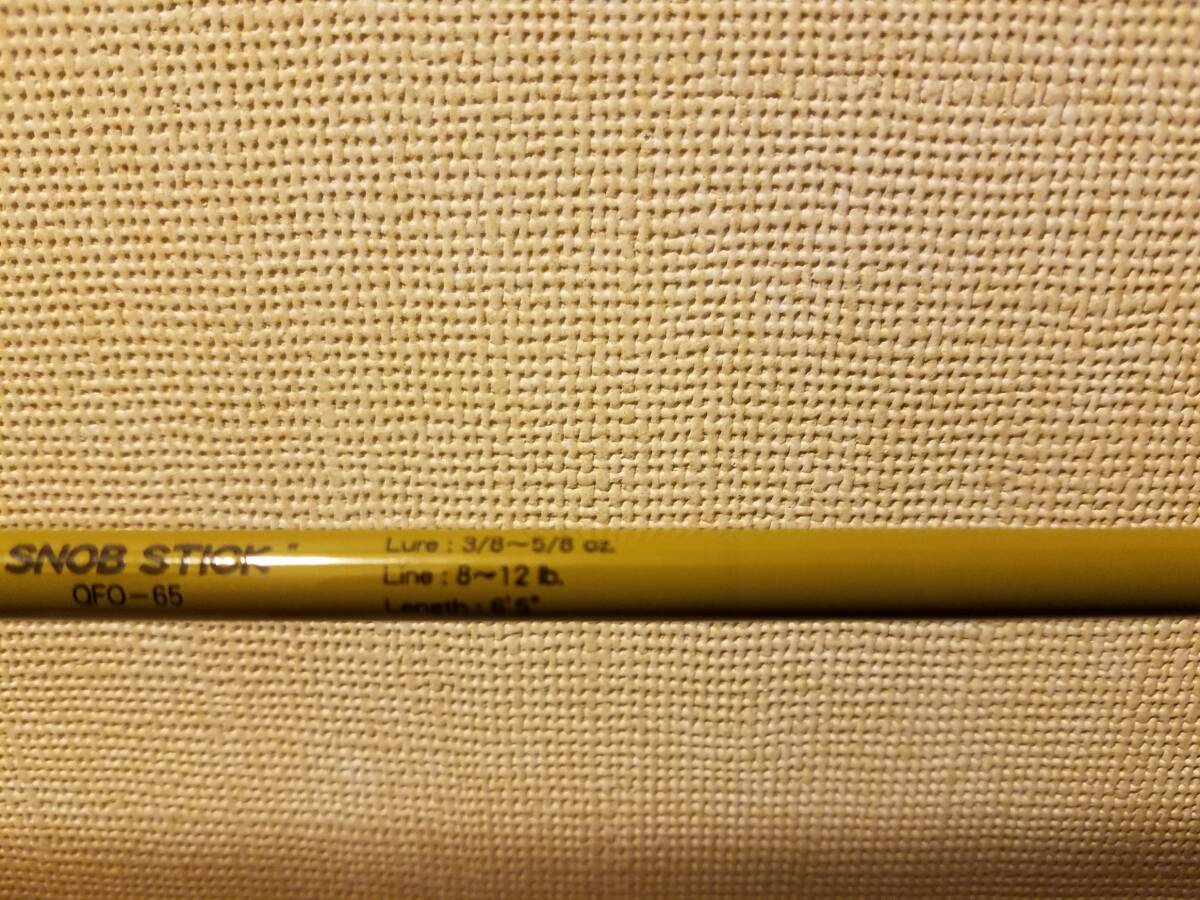 SNOB STICK "
QFO-65
Lure : 3/8~5/8 oz.
Line : 8~12 lb.
Length : 6'5"